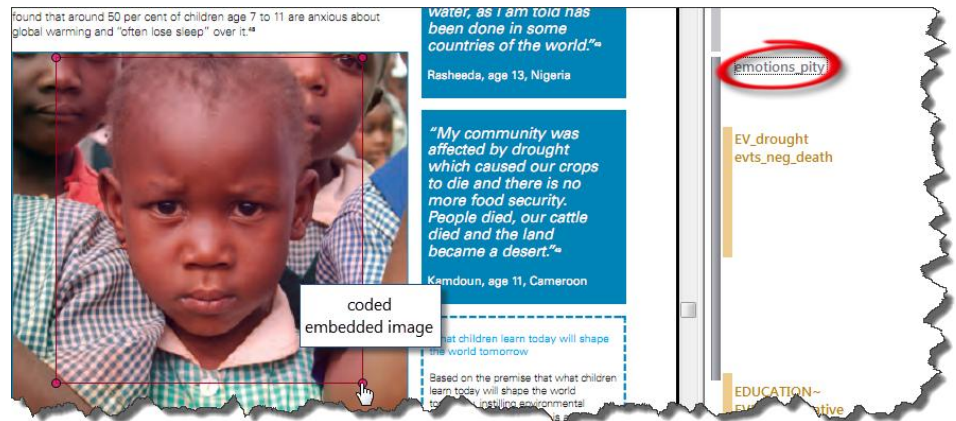 found that around 50 per cent of children age 7 to 11 are anxious about
global warming and "often lose sleep" over it.⁴⁸
water, as I am told has
been done in some
countries of the world."
Rasheeda, age 13, Nigeria
"My community was
affected by drought
which caused our crops
to die and there is no
more food security.
People died, our cattle
died and the land
became a desert."
Kamdoun, age 11, Cameroon
What children learn today will shape
the world tomorrow
Based on the premise that what children
learn today will shape the world
instilling environmental
coded
embedded image
emotions_pity
EV_drought
evts_neg_death
EDUCATION~